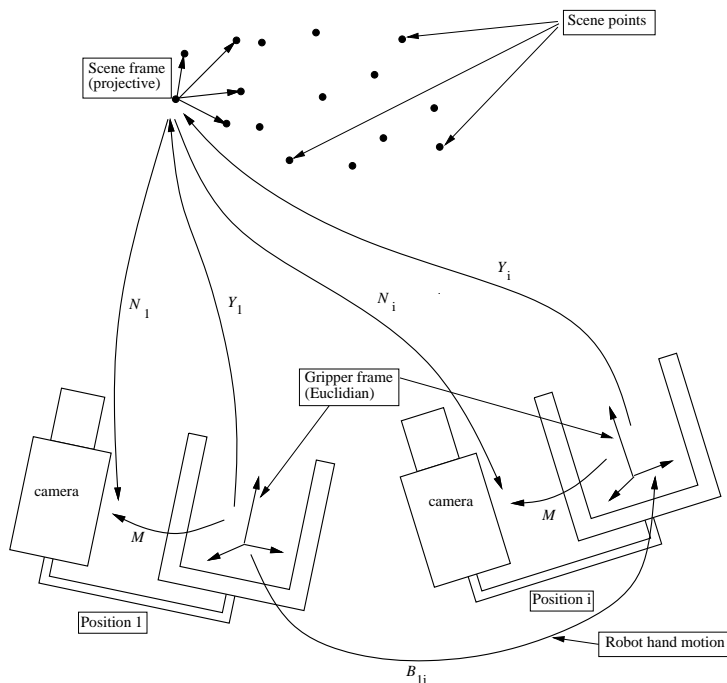 Scene points
Scene frame
(projective)
Y i
N 1
Y 1
N i
Gripper frame
(Euclidian)
camera
camera
M
M
Position 1
Position i
Robot hand motion
B 1i